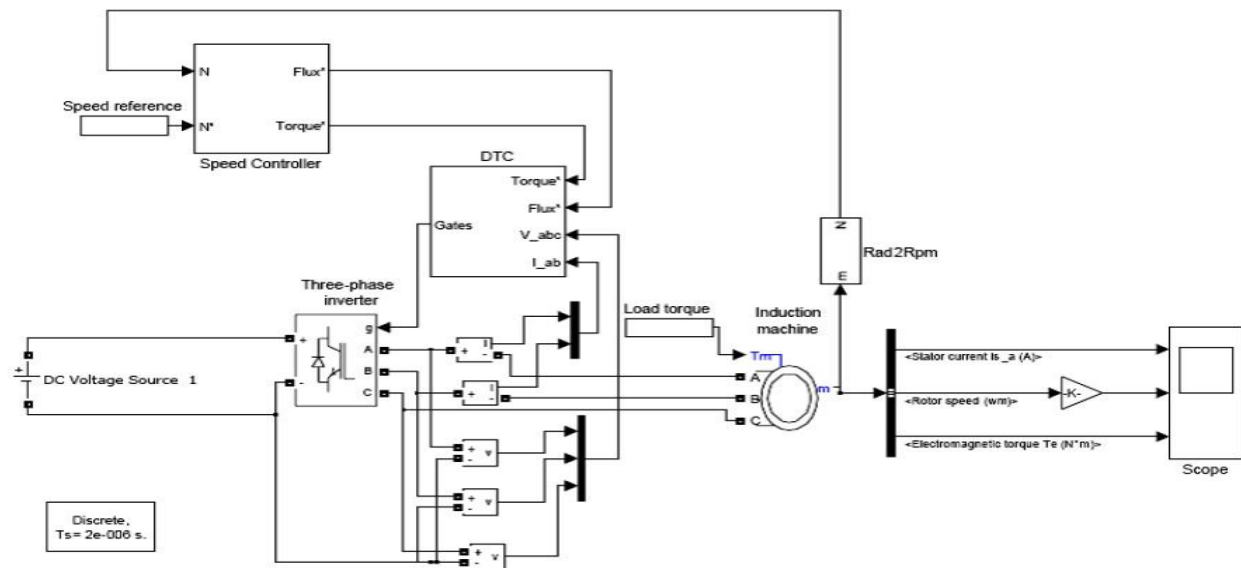 N
Flux*
Speed reference
N*
Torque*
Speed Controller
DTC
Torque*
Flux*
Gates
V_abc
I_ab
N
Rad2Rpm
E
Three-phase
inverter
g
Load torque
Induction
machine
+
A
i
+
-
Tm
A
<Stator current is_a (A)>
+
DC Voltage Source 1
-
B
i
+
-
B
m
<Rotor speed (wm)>
-K-
C
C
<Electromagnetic torque Te (N*m)>
Scope
+
-
v
+
-
v
Discrete,
Ts= 2e-006 s.
+
-
v